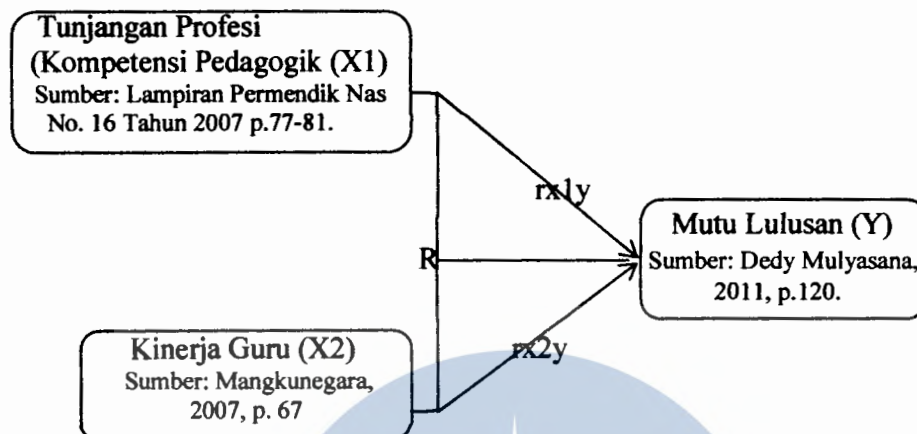 Tunjangan Profesi
(Kompetensi Pedagogik (X1)
Sumber: Lampiran Permendik Nas
No. 16 Tahun 2007 p.77-81.
rx1y
Mutu Lulusan (Y)
Sumber: Dedy Mulyasana,
2011, p.120.
R
Kinerja Guru (X2)
Sumber: Mangkunegara,
2007, p. 67
rx2y